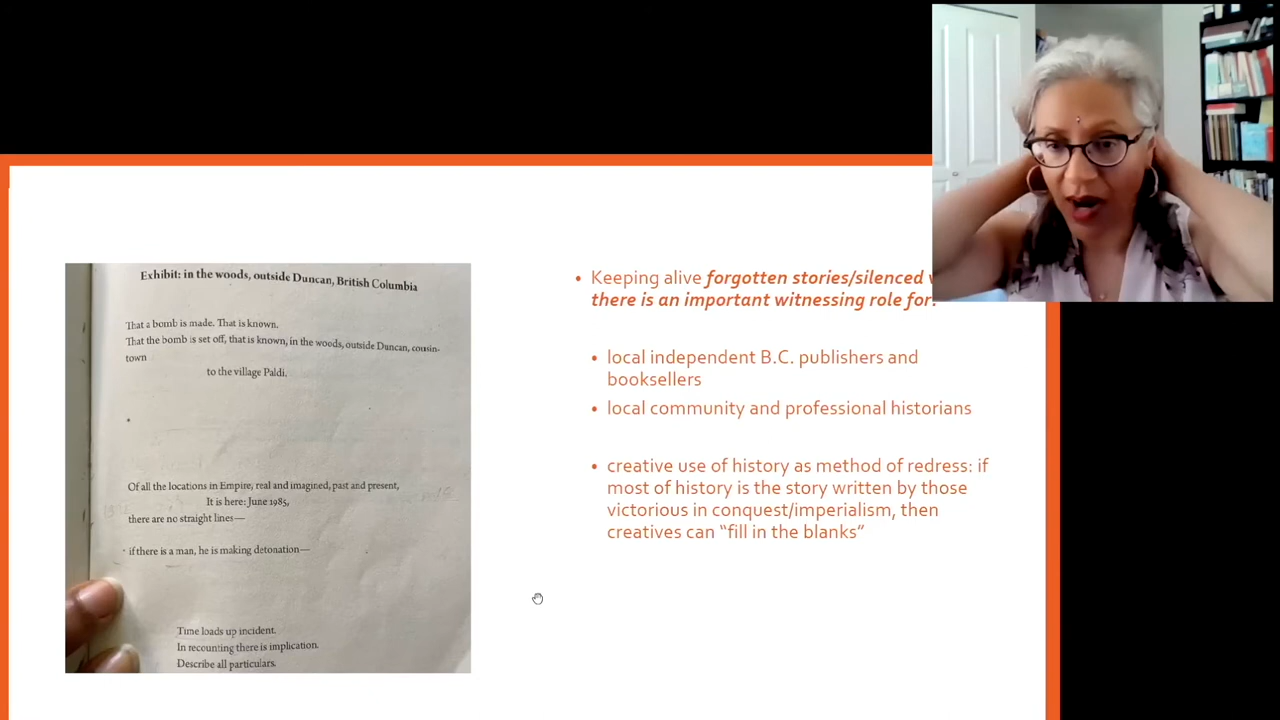 Exhibit: in the woods, outside Duncan, British Columbia
That a bomb is made. That is known.
That the bomb is set off, that is known, in the woods, outside Duncan, cousin-
town
to the village Paldi.
*
Of all the locations in Empire, real and imagined, past and present,
It is here: June 1985,
there are no straight lines—
if there is a man, he is making detonation—
Time loads up incident.
In recounting there is implication.
Describe all particulars.
• Keeping alive forgotten stories/silenced
there is an important witnessing role for:
• local independent B.C. publishers and
booksellers
• local community and professional historians
• creative use of history as method of redress: if
most of history is the story written by those
victorious in conquest/imperialism, then
creatives can “fill in the blanks”